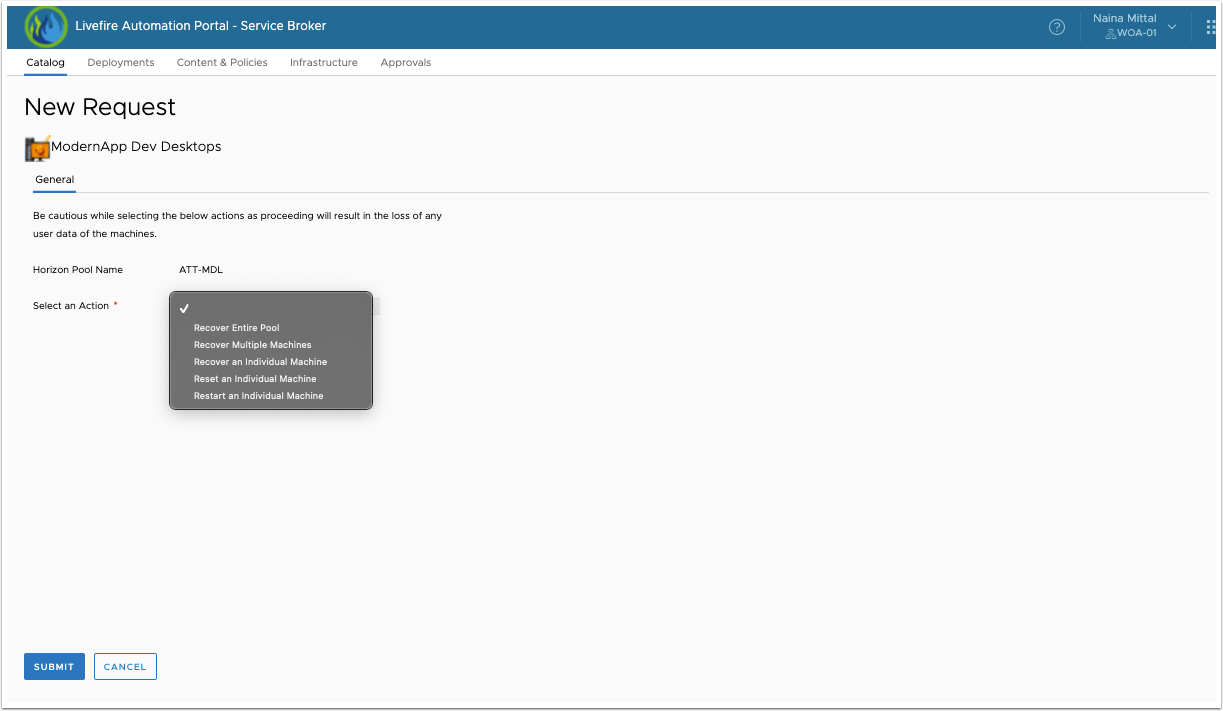 Livefire Automation Portal - Service Broker
Naina Mittal
WOA-01
Catalog Deployments Content & Policies Infrastructure Approvals
New Request
ModernApp Dev Desktops
General
Be cautious while selecting the below actions as proceeding will result in the loss of any
user data of the machines.
Horizon Pool Name ATT-MDL
Select an Action *
Recover Entire Pool
Recover Multiple Machines
Recover an Individual Machine
Reset an Individual Machine
Restart an Individual Machine
SUBMIT CANCEL